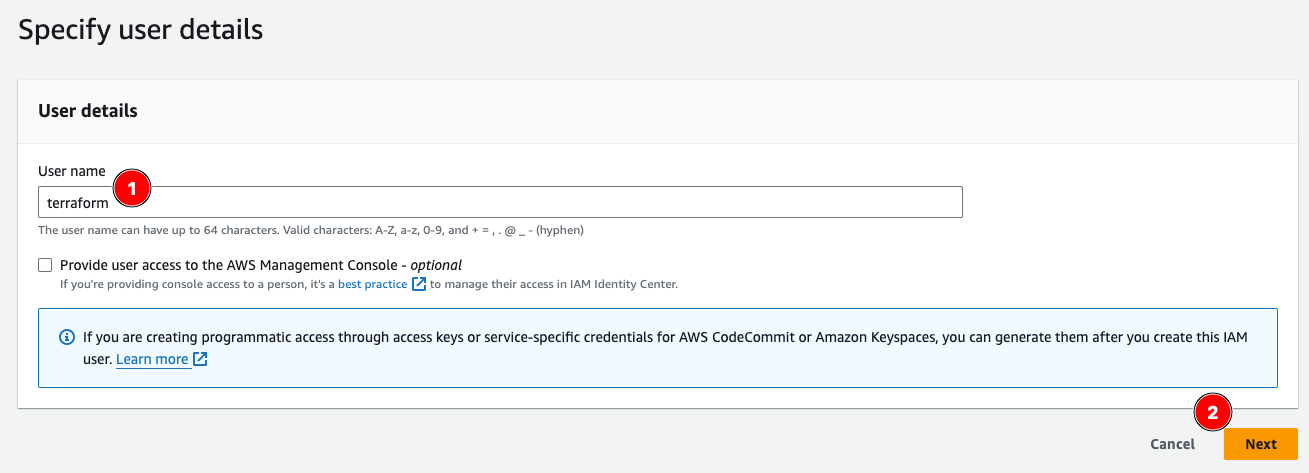 Specify user details
User details
User name
1
terraform
The user name can have up to 64 characters. Valid characters: A-Z, a-z, 0-9, and + = , . @ _ - (hyphen)
Provide user access to the AWS Management Console - optional
If you're providing console access to a person, it's a best practice to manage their access in IAM Identity Center.
If you are creating programmatic access through access keys or service-specific credentials for AWS CodeCommit or Amazon Keyspaces, you can generate them after you create this IAM
user. Learn more
2
Cancel Next